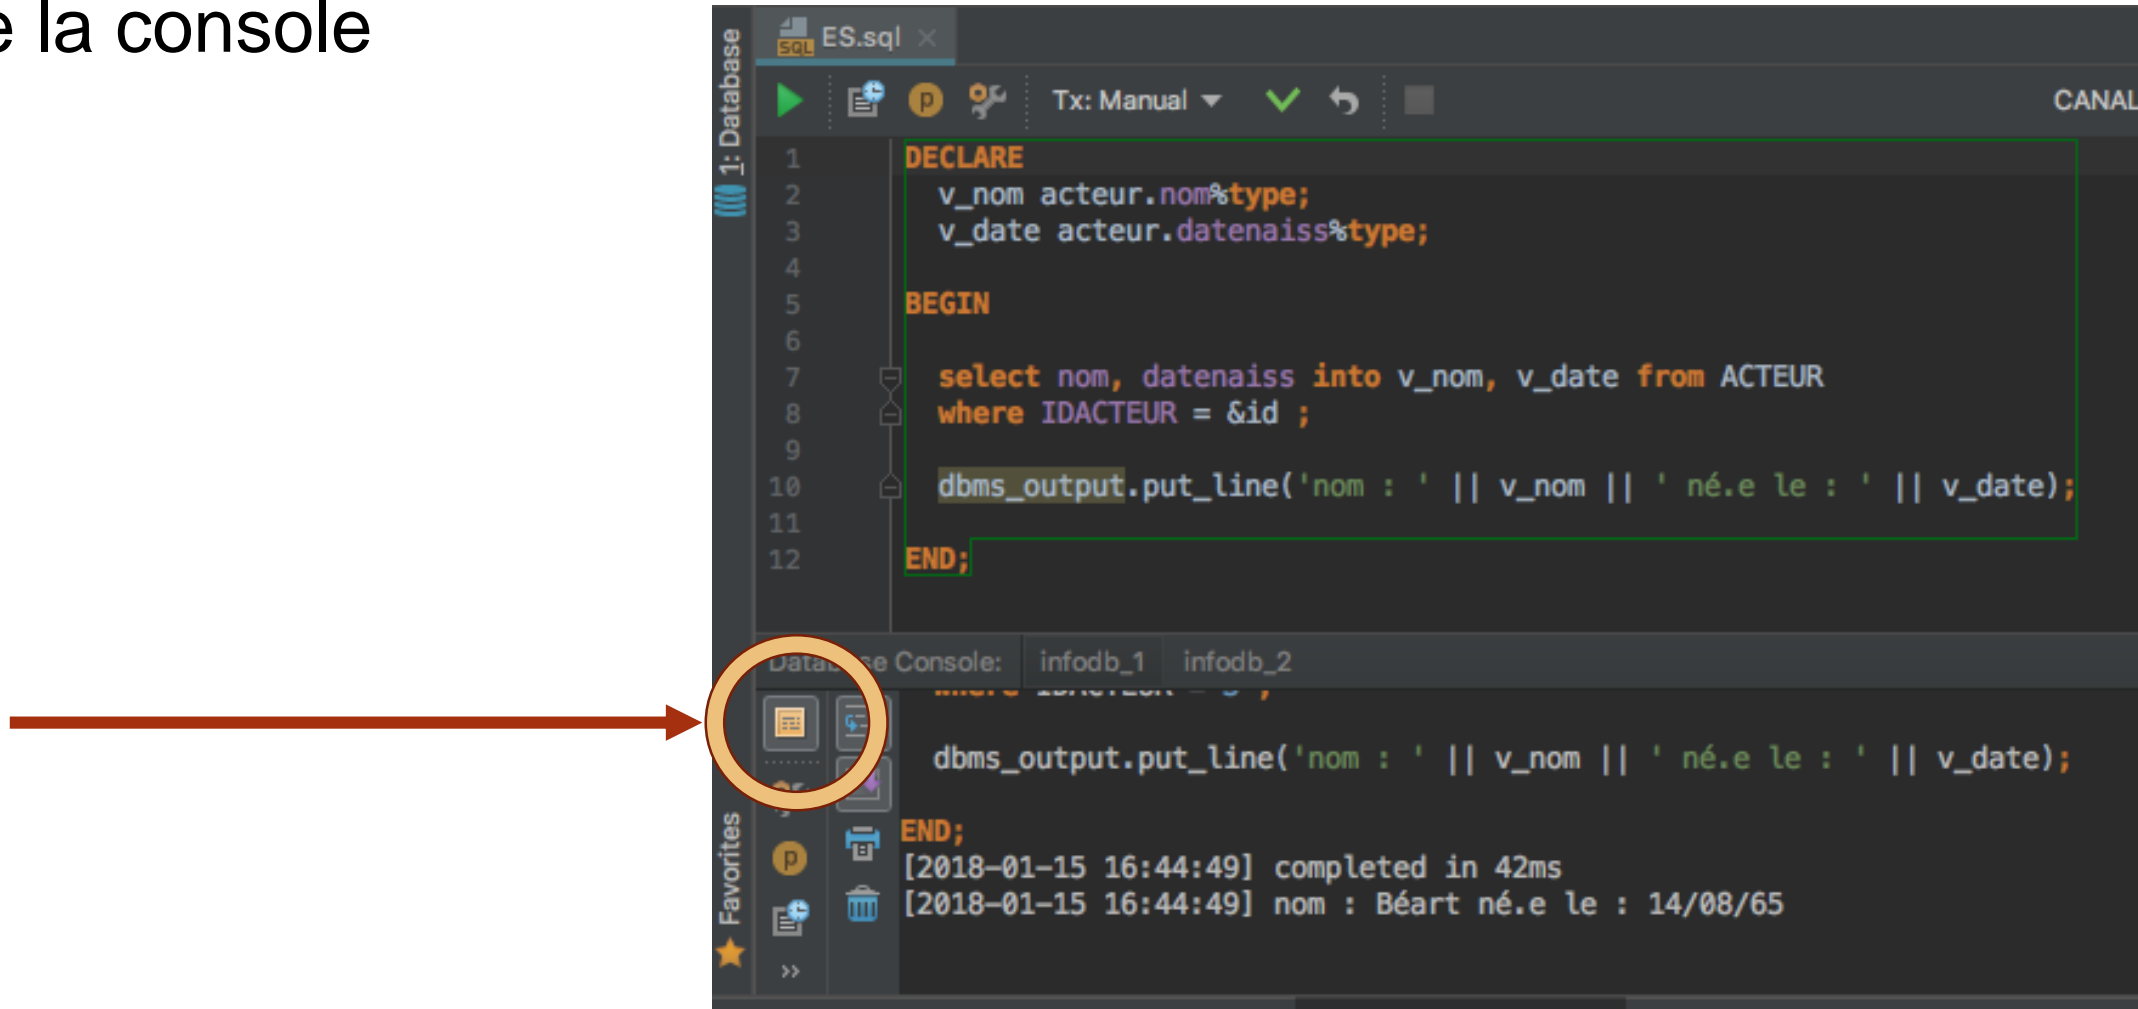 e la console
1: Database
ES.sql
Tx: Manual
CANAL
1 DECLARE
2 v_nom acteur.nom%type;
3 v_date acteur.datenaiss%type;
4
5 BEGIN
6
7 select nom, datenaiss into v_nom, v_date from ACTEUR
8 where IDACTEUR = &id ;
9
10 dbms_output.put_line('nom : ' || v_nom || ' né.e le : ' || v_date);
11
12 END;
Database Console: infodb_1 infodb_2
where IDACTEUR = ;
dbms_output.put_line('nom : ' || v_nom || ' né.e le : ' || v_date);
END;
[2018-01-15 16:44:49] completed in 42ms
[2018-01-15 16:44:49] nom : Béart né.e le : 14/08/65
Favorites